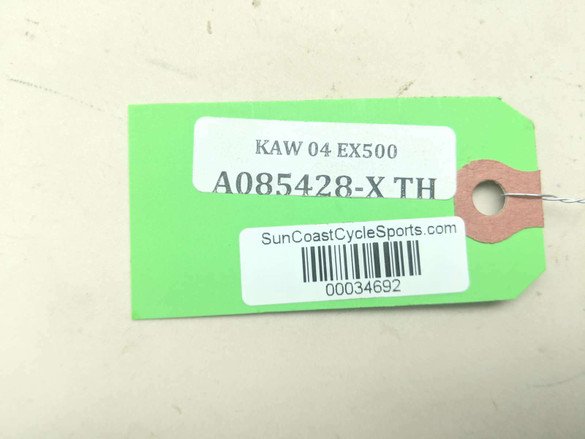 KAW 04 EX500
A085428-X TH
SunCoastCycleSports.com
00034692